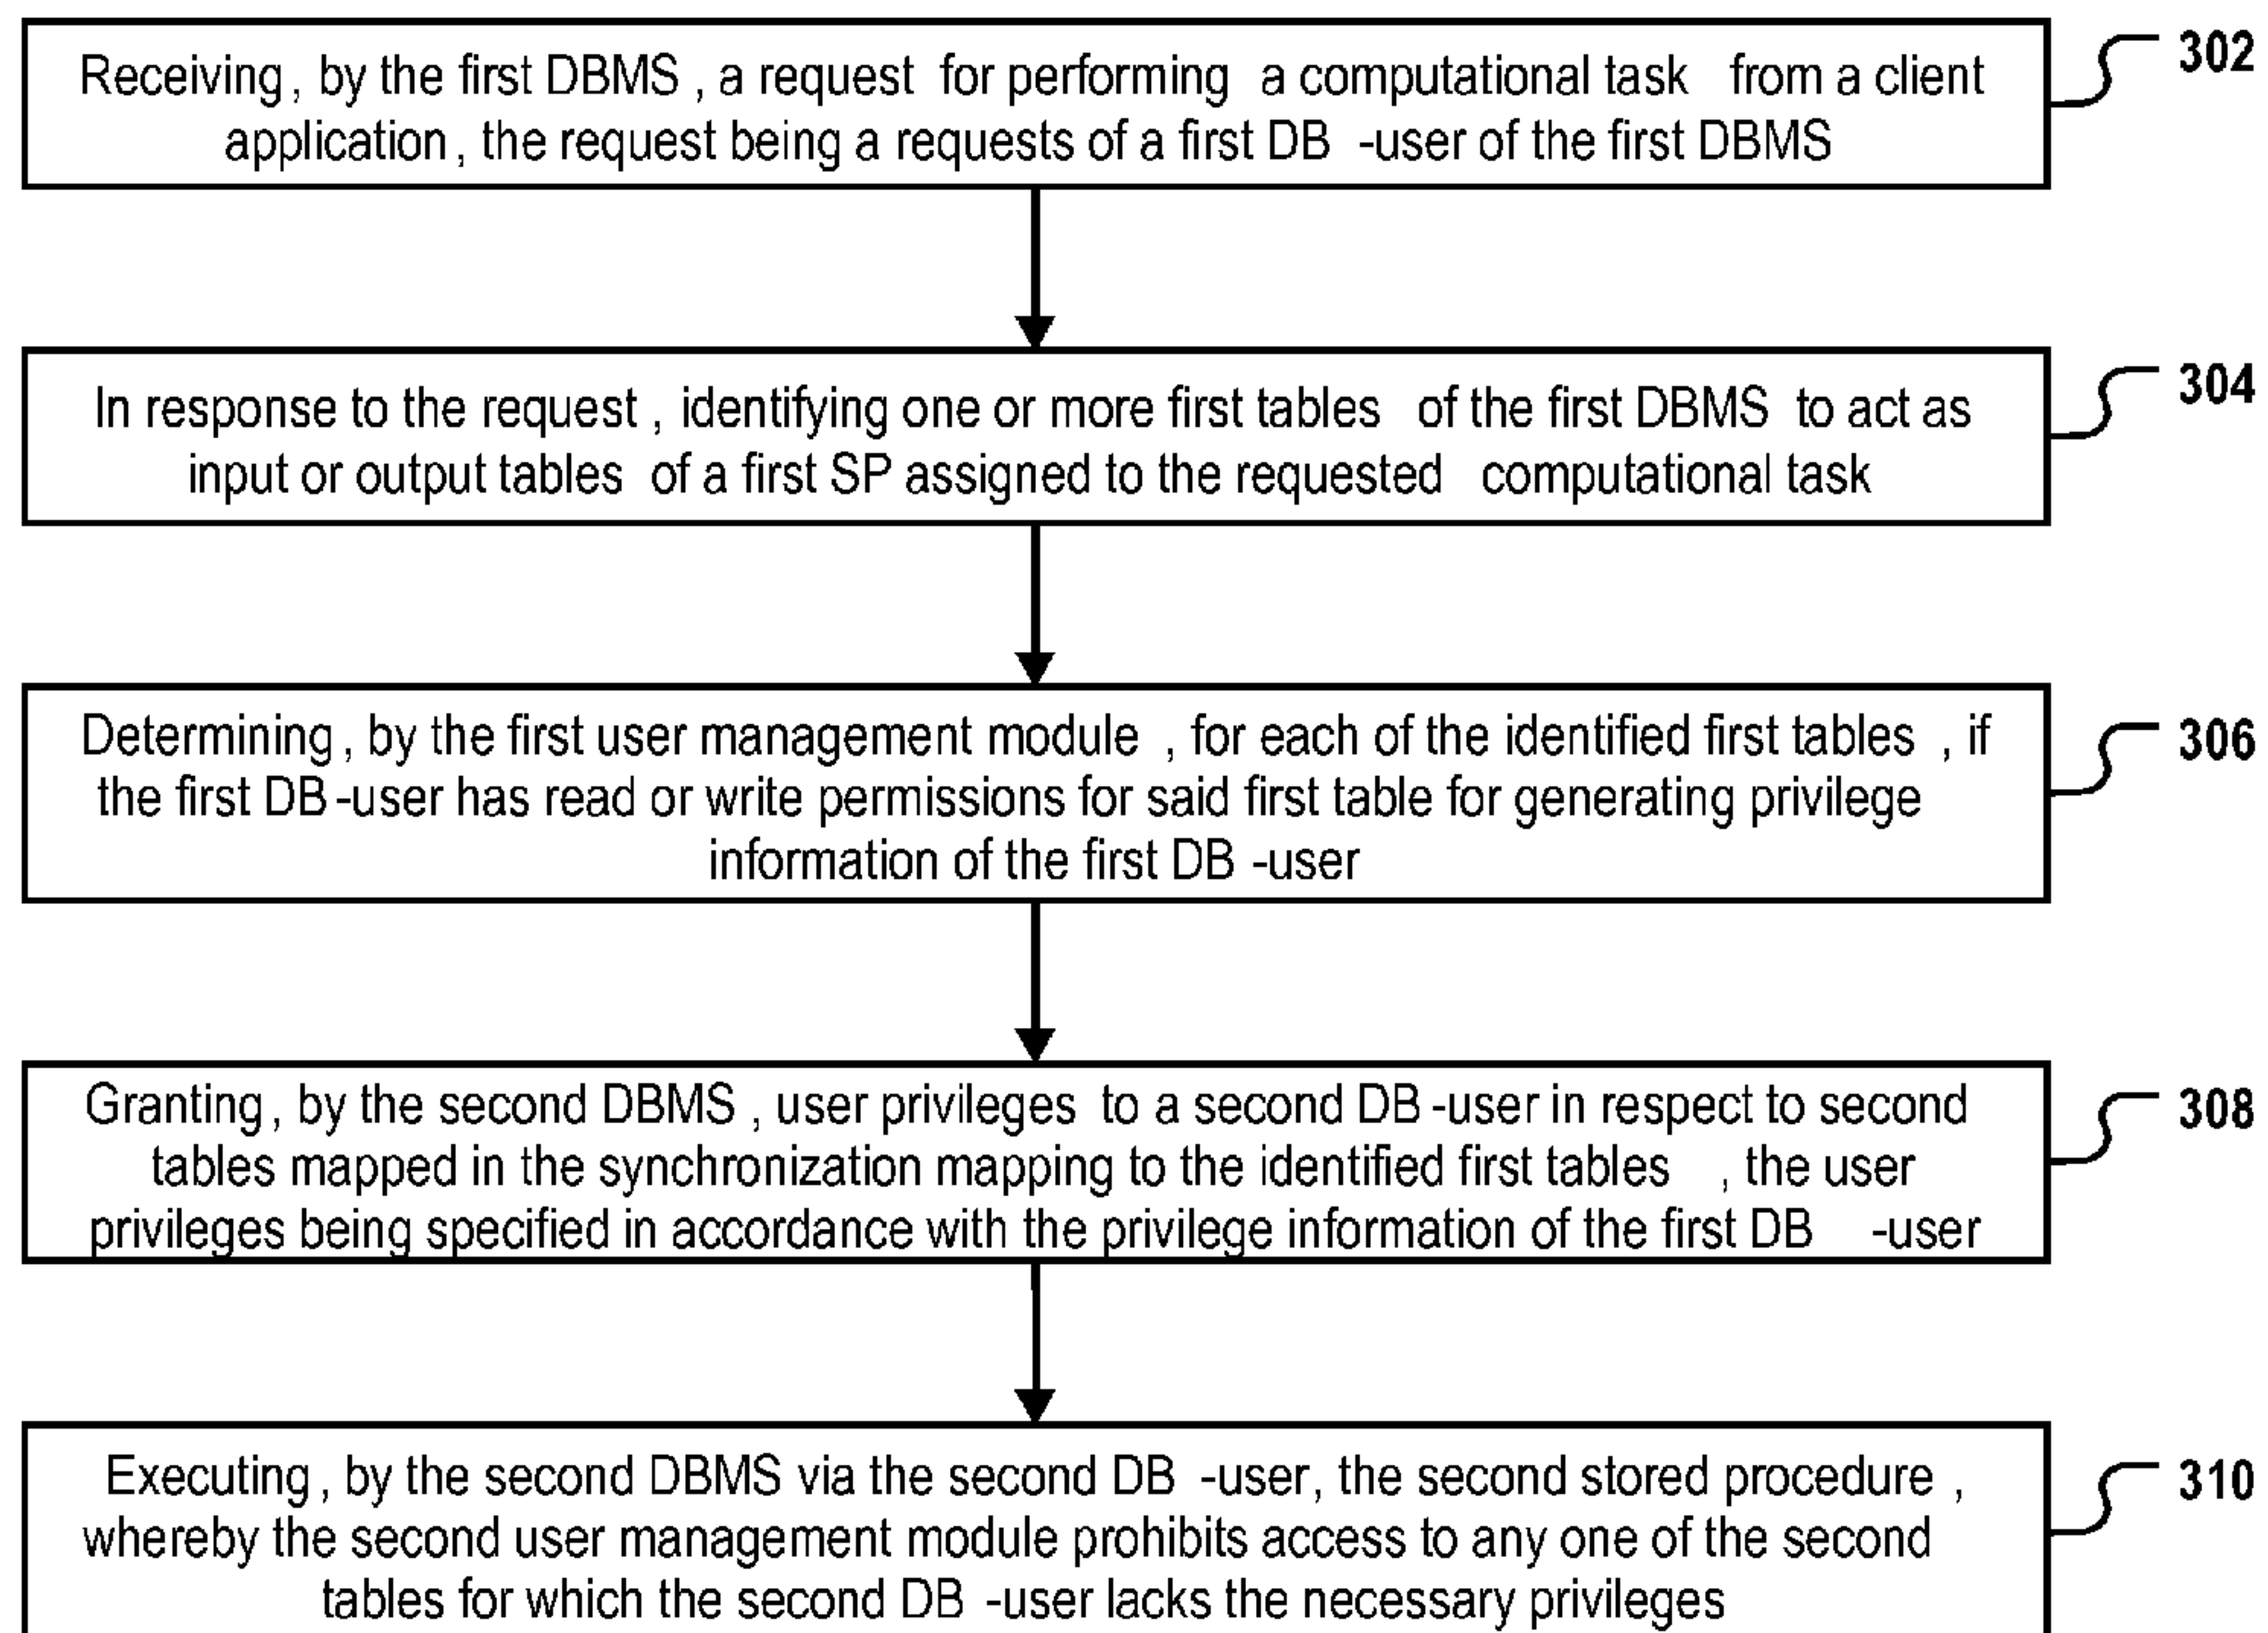 Receiving, by the first DBMS, a request for performing a computational task from a client
application, the request being a requests of a first DB-user of the first DBMS
302
In response to the request, identifying one or more first tables of the first DBMS to act as
input or output tables of a first SP assigned to the requested computational task
304
Determining, by the first user management module, for each of the identified first tables, if
the first DB-user has read or write permissions for said first table for generating privilege
information of the first DB-user
306
Granting, by the second DBMS, user privileges to a second DB-user in respect to second
tables mapped in the synchronization mapping to the identified first tables, the user
privileges being specified in accordance with the privilege information of the first DB-user
308
Executing, by the second DBMS via the second DB-user, the second stored procedure,
whereby the second user management module prohibits access to any one of the second
tables for which the second DB-user lacks the necessary privileges
310